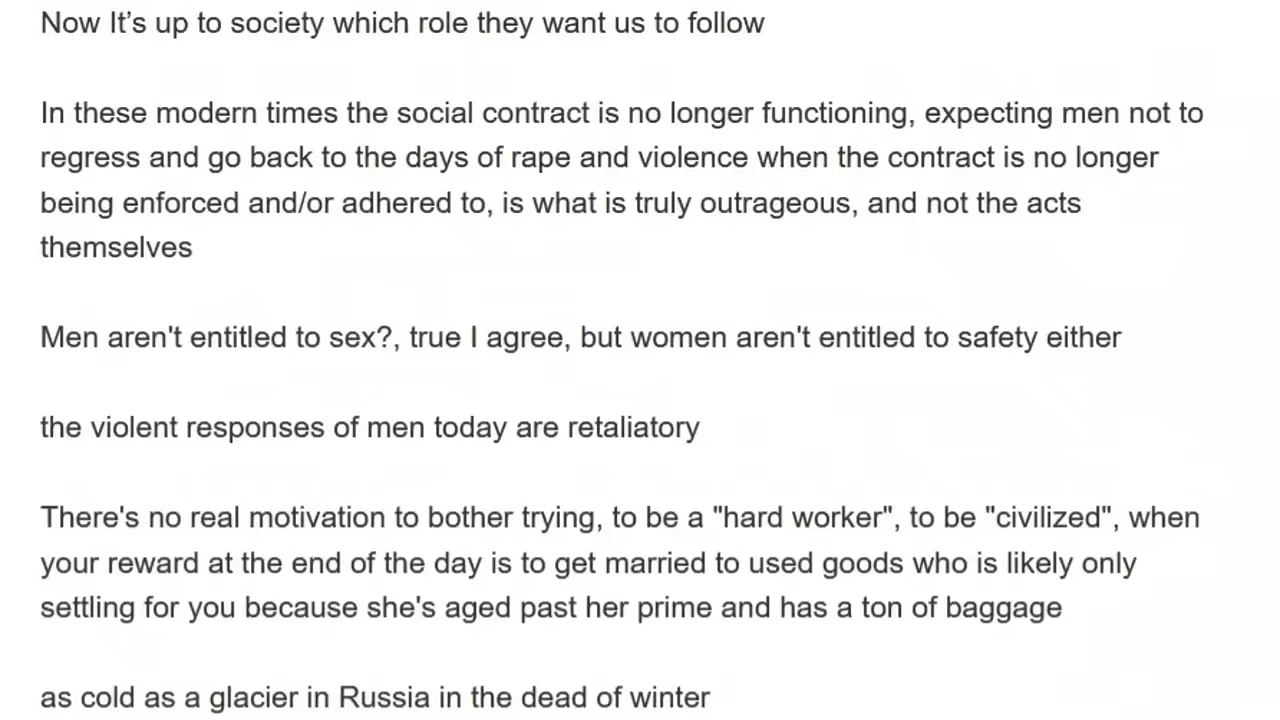 Now It’s up to society which role they want us to follow
In these modern times the social contract is no longer functioning, expecting men not to
regress and go back to the days of rape and violence when the contract is no longer
being enforced and/or adhered to, is what is truly outrageous, and not the acts
themselves
Men aren't entitled to sex?, true I agree, but women aren't entitled to safety either
the violent responses of men today are retaliatory
There's no real motivation to bother trying, to be a "hard worker", to be "civilized", when
your reward at the end of the day is to get married to used goods who is likely only
settling for you because she's aged past her prime and has a ton of baggage
as cold as a glacier in Russia in the dead of winter